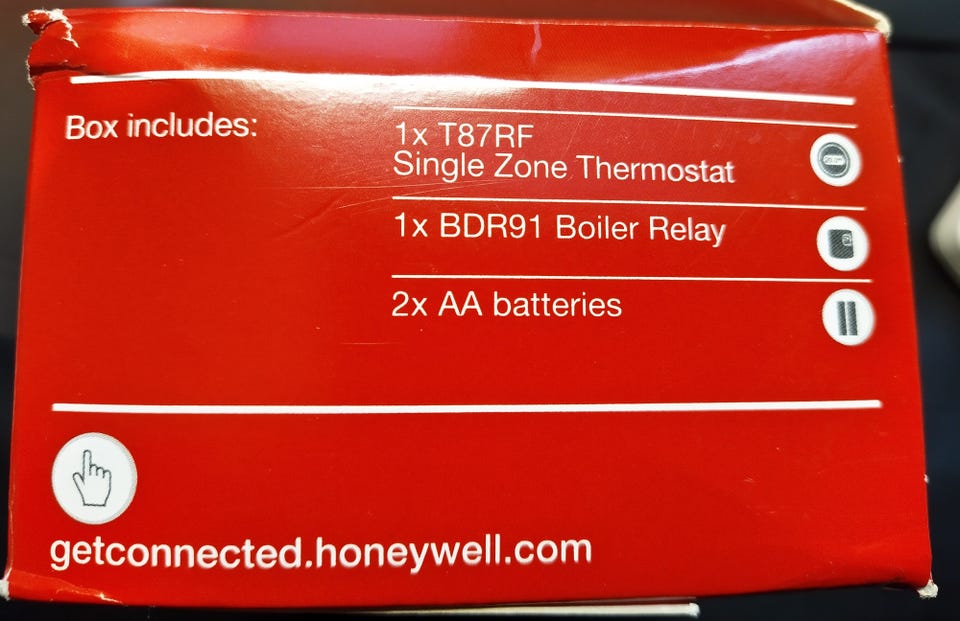 Box includes:
1x T87RF
Single Zone Thermostat
1x BDR91 Boiler Relay
2x AA batteries
getconnected.honeywell.com